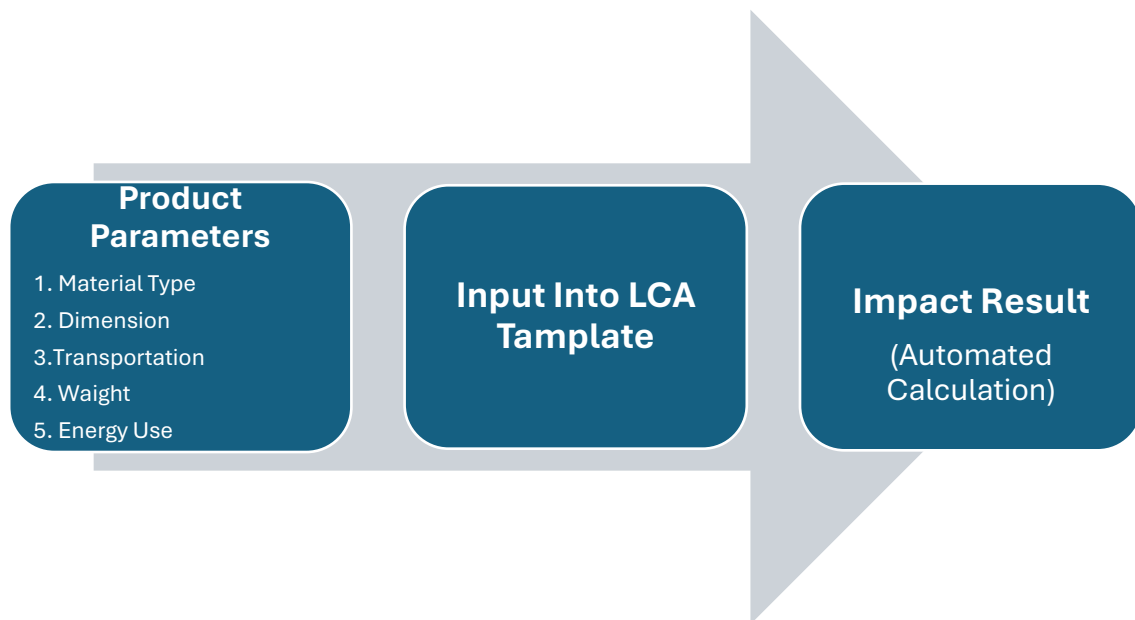 Product
Parameters
1. Material Type
2. Dimension
3.Transportation
4. Waight
5. Energy Use
Input Into LCA
Tamplate
Impact Result
(Automated
Calculation)